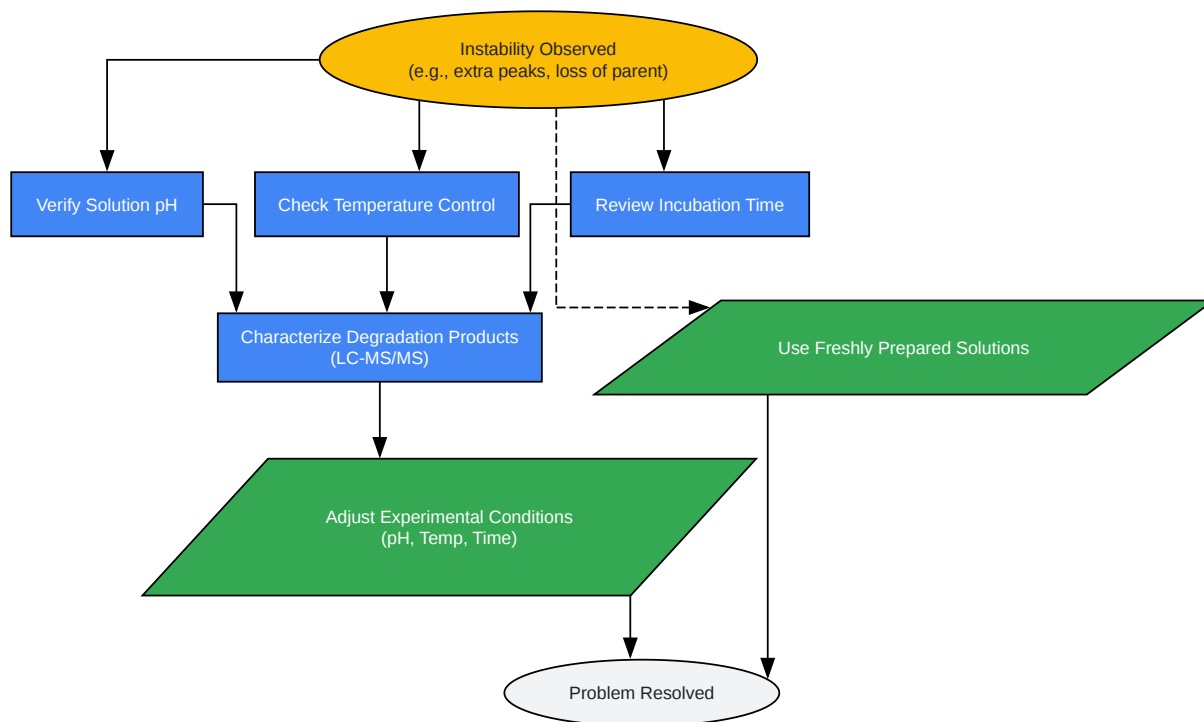 Instability Observed
(e.g., extra peaks, loss of parent)
Verify Solution pH
Check Temperature Control
Review Incubation Time
Characterize Degradation Products
(LC-MS/MS)
Use Freshly Prepared Solutions
Adjust Experimental Conditions
(pH, Temp, Time)
Problem Resolved